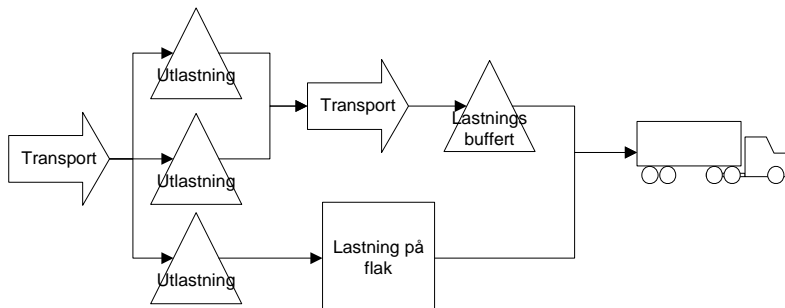 Utlastning
Transport
Lastnings
buffert
Transport
Utlastning
Utlastning
Lastning på
flak